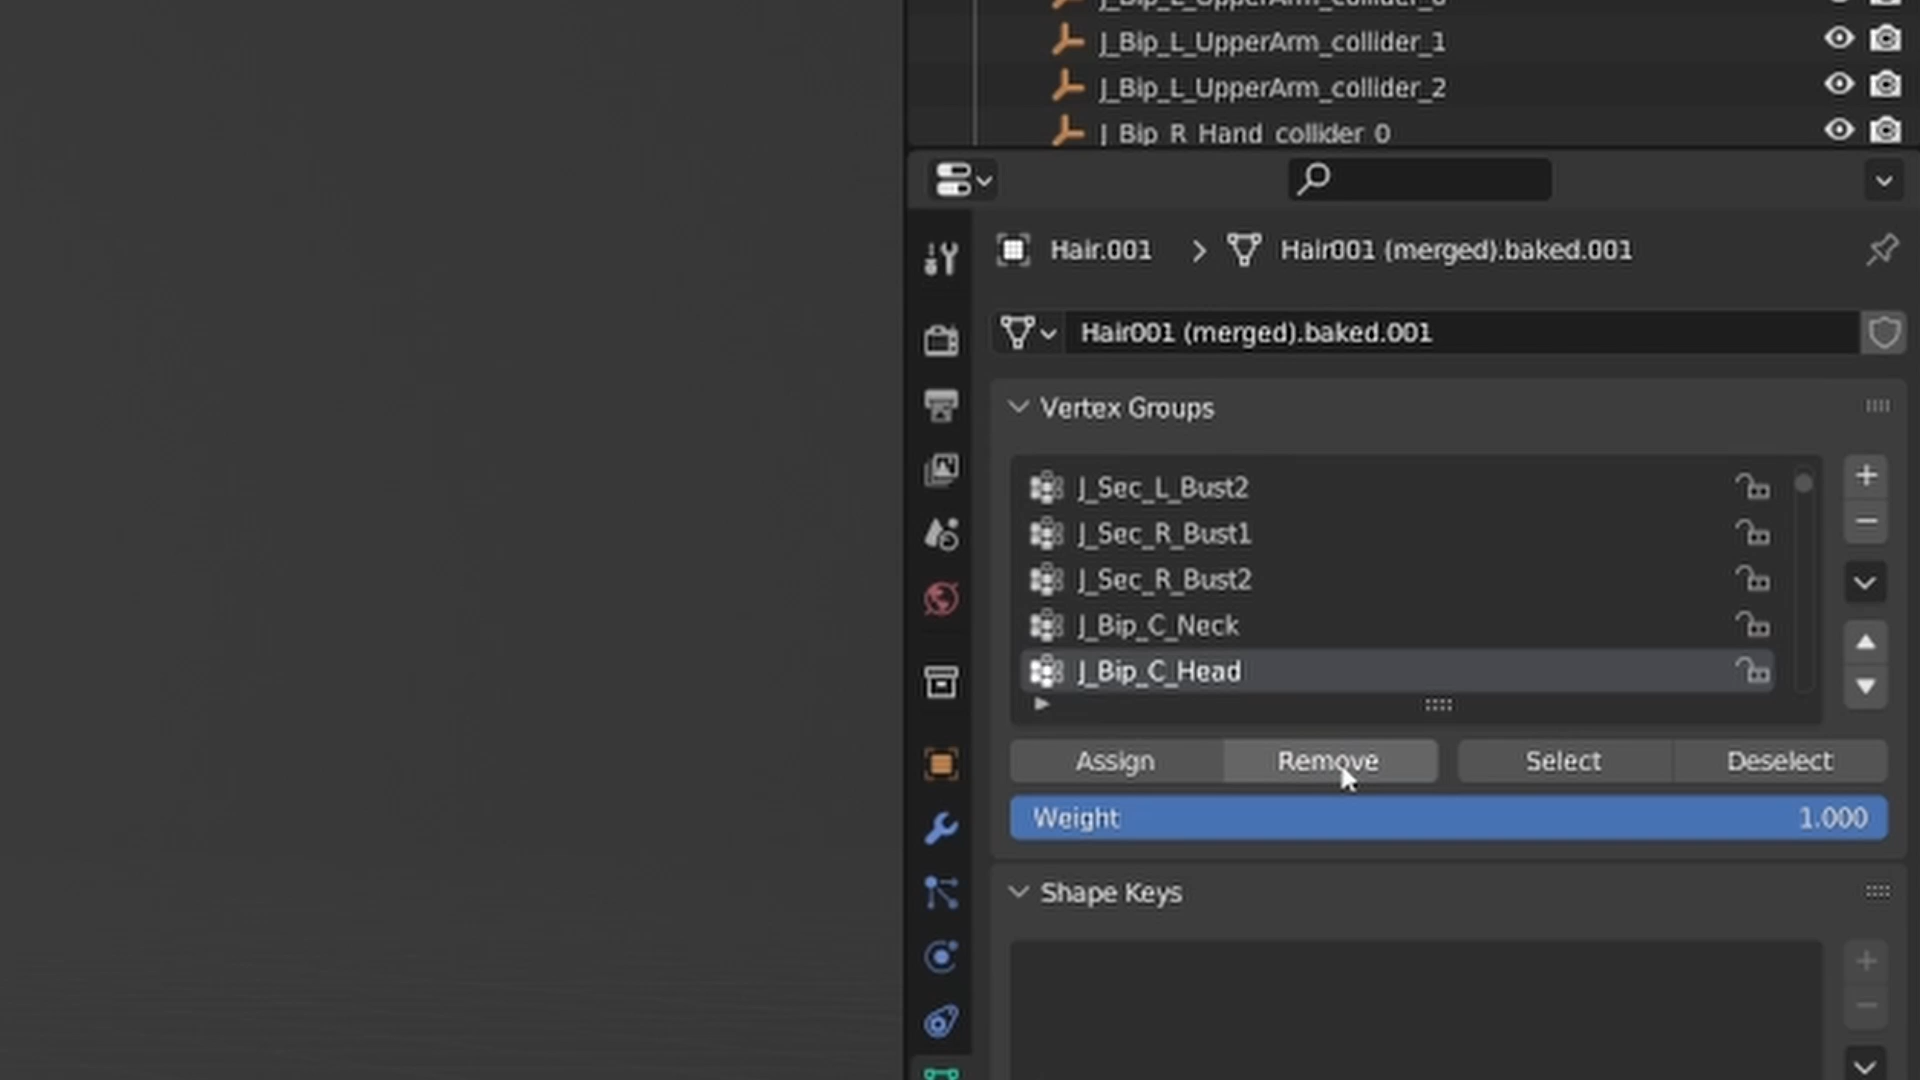 J_Bip_L_UpperArm_collider_1
J_Bip_L_UpperArm_collider_2
J_Bip_R_Hand_collider_0
Hair.001 > Hair001 (merged).baked.001
Hair001 (merged).baked.001
Vertex Groups
J_Sec_L_Bust2
J_Sec_R_Bust1
J_Sec_R_Bust2
J_Bip_C_Neck
J_Bip_C_Head
Assign Remove Select Deselect
Weight 1.000
Shape Keys